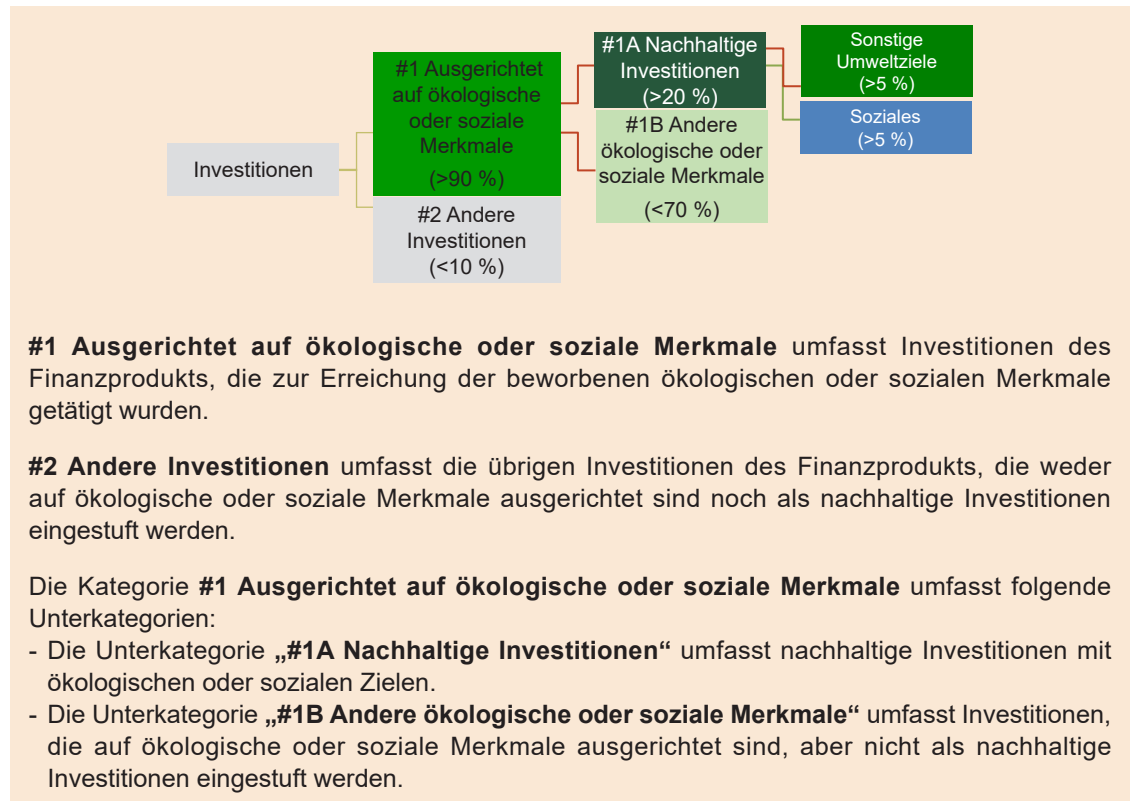 Investitionen
#1 Ausgerichtet
auf ökologische
oder soziale
Merkmale
(>90 %)
#2 Andere
Investitionen
(<10 %)
#1A Nachhaltige
Investitionen
(>20 %)
#1B Andere
ökologische oder
soziale Merkmale
(<70 %)
Sonstige
Umweltziele
(>5 %)
Soziales
(>5 %)
#1 Ausgerichtet auf ökologische oder soziale Merkmale umfasst Investitionen des
Finanzprodukts, die zur Erreichung der beworbenen ökologischen oder sozialen Merkmale
getätigt wurden.
#2 Andere Investitionen umfasst die übrigen Investitionen des Finanzprodukts, die weder
auf ökologische oder soziale Merkmale ausgerichtet sind noch als nachhaltige Investitionen
eingestuft werden.
Die Kategorie #1 Ausgerichtet auf ökologische oder soziale Merkmale umfasst folgende
Unterkategorien:
- Die Unterkategorie „#1A Nachhaltige Investitionen“ umfasst nachhaltige Investitionen mit
ökologischen oder sozialen Zielen.
- Die Unterkategorie „#1B Andere ökologische oder soziale Merkmale“ umfasst Investitionen,
die auf ökologische oder soziale Merkmale ausgerichtet sind, aber nicht als nachhaltige
Investitionen eingestuft werden.